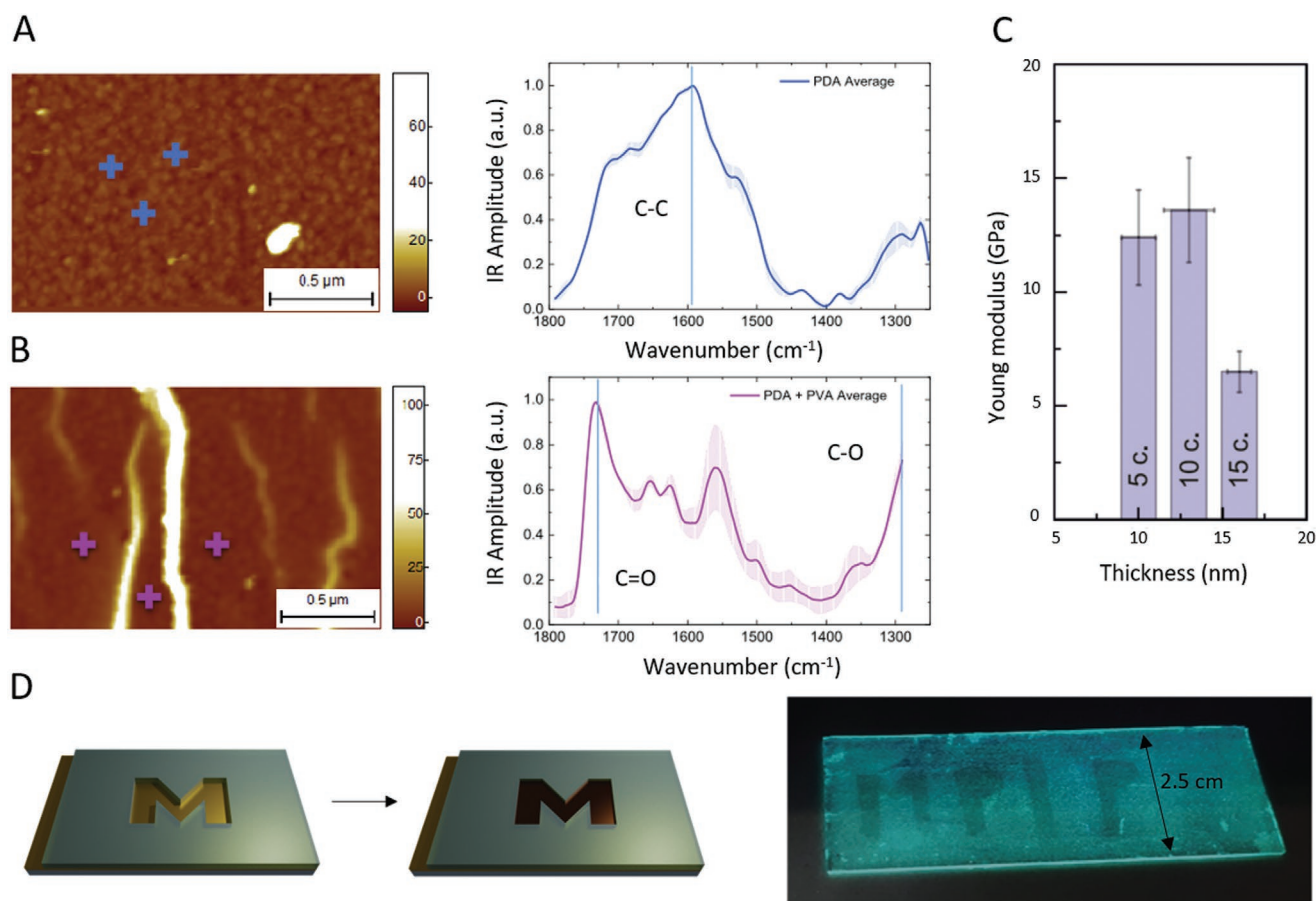 A
60
40
20
0
0.5 µm
IR Amplitude (a.u.)
1.0
0.8
0.6
0.4
0.2
0.0
PDA Average
C-C
1800 1700 1600 1500 1400 1300
Wavenumber (cm-1)
B
100
75
50
25
0
0.5 µm
IR Amplitude (a.u.)
1.0
0.8
0.6
0.4
0.2
0.0
PDA + PVA Average
C-O
C=O
1800 1700 1600 1500 1400 1300
Wavenumber (cm-1)
C
Young modulus (GPa)
20
15
10
5
0
5 c.
10 c.
15 c.
5 10 15 20
Thickness (nm)
D
M
M
2.5 cm